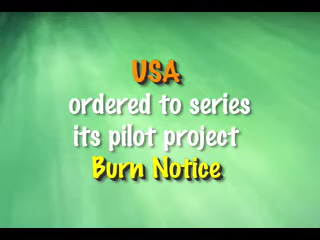 USA
ordered to series
its pilot project
Burn Notice